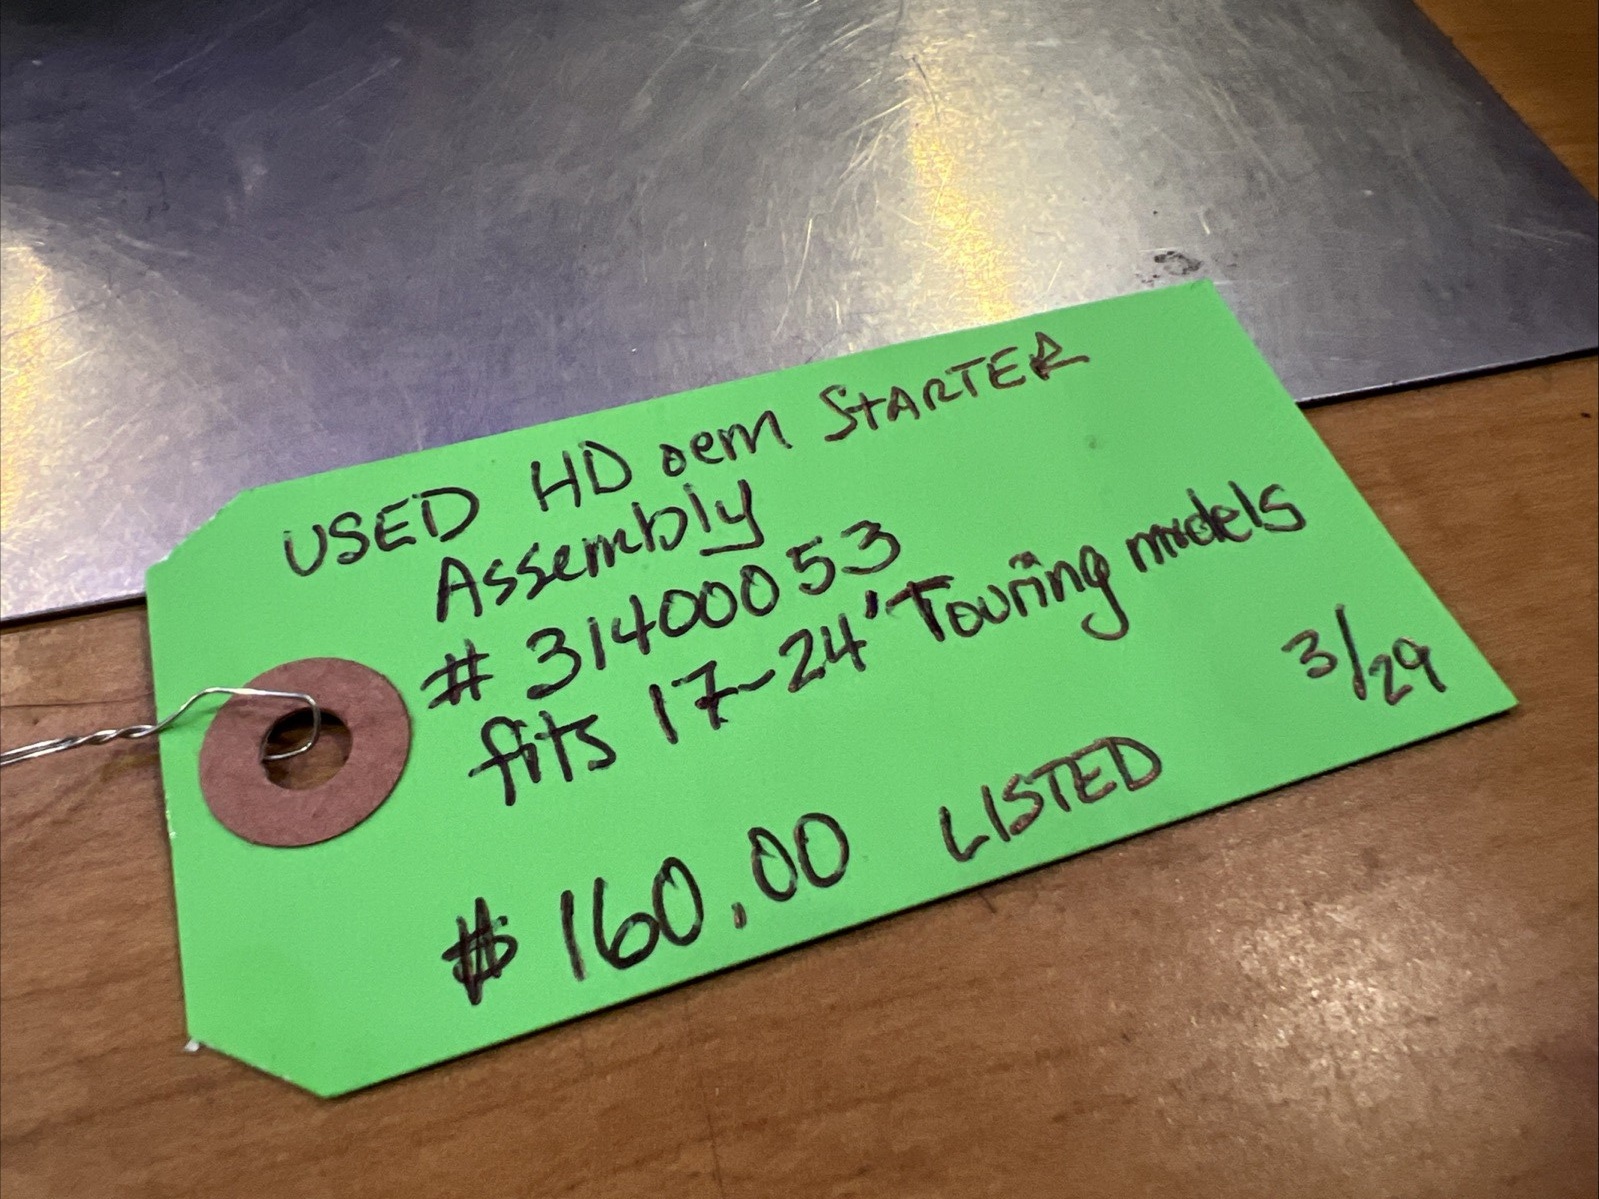 USED HD oem STARTER
Assembly
# 31400053
fits 17-24' Touring models
3/29
$160.00 LISTED